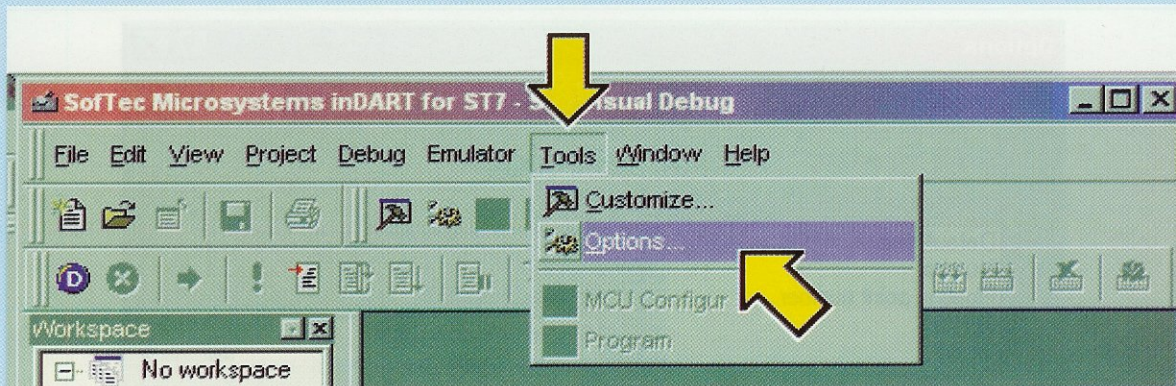 SofTec Microsystems inDART for ST7 - S isual Debug
File Edit View Project Debug Emulator Tools Window Help
Customize...
Options...
MCU Configur
Program
Workspace
No workspace